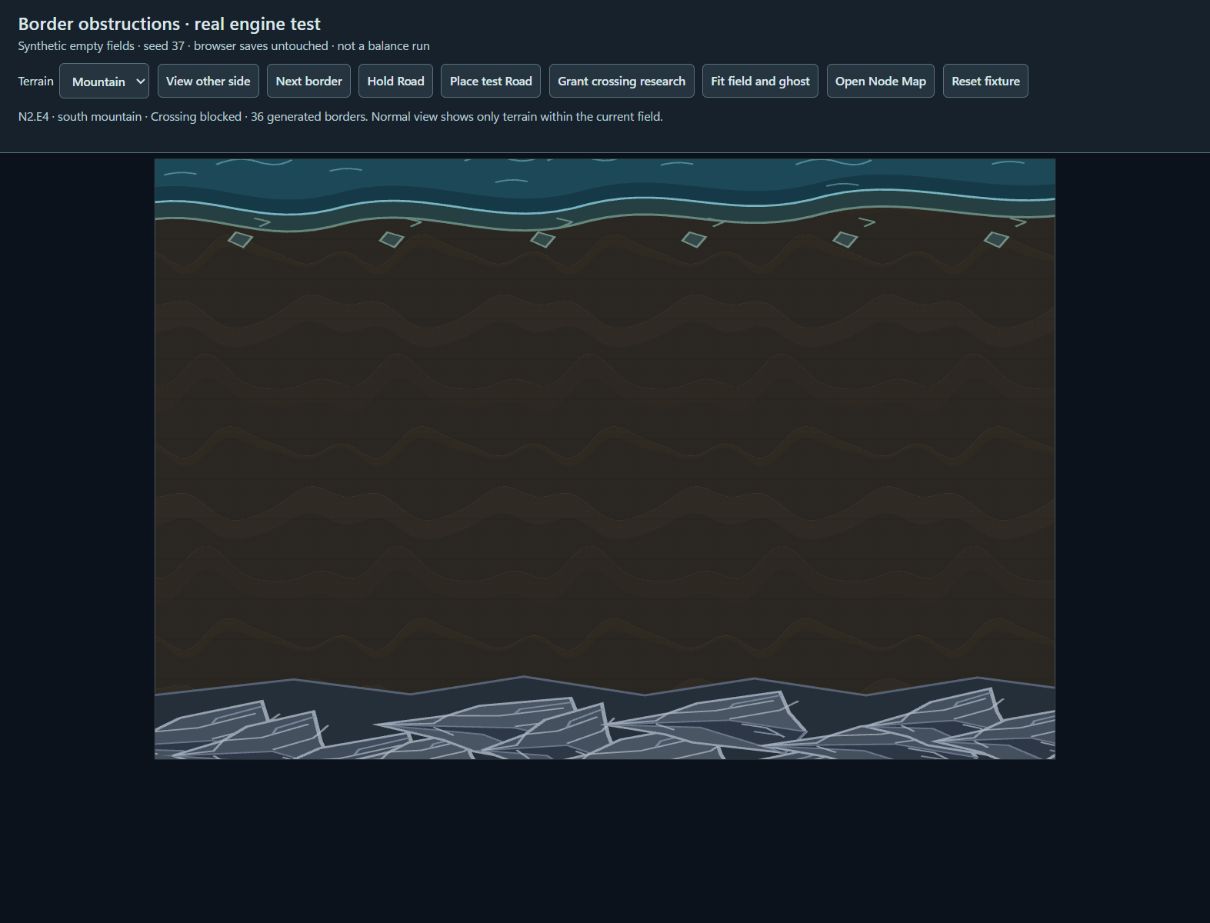 Border obstructions · real engine test
Synthetic empty fields · seed 37 · browser saves untouched · not a balance run
Terrain Mountain View other side Next border Hold Road Place test Road Grant crossing research Fit field and ghost Open Node Map Reset fixture
N2.E4 · south mountain · Crossing blocked · 36 generated borders. Normal view shows only terrain within the current field.